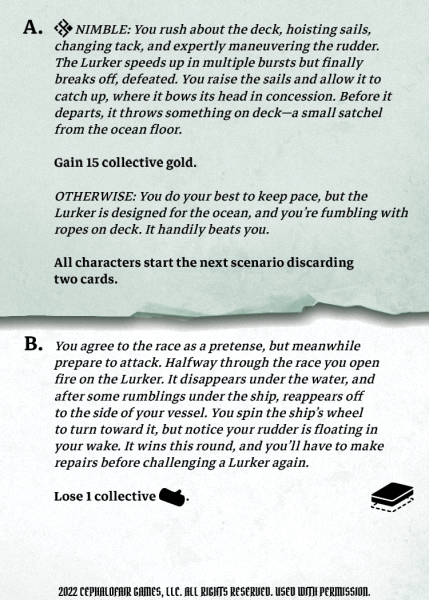 A. NIMBLE: You rush about the deck, hoisting sails,
changing tack, and expertly maneuvering the rudder.
The Lurker speeds up in multiple bursts but finally
breaks off, defeated. You raise the sails and allow it to
catch up, where it bows its head in concession. Before it
departs, it throws something on deck—a small satchel
from the ocean floor.
Gain 15 collective gold.
OTHERWISE: You do your best to keep pace, but the
Lurker is designed for the ocean, and you're fumbling with
ropes on deck. It handily beats you.
All characters start the next scenario discarding
two cards.
B. You agree to the race as a pretense, but meanwhile
prepare to attack. Halfway through the race you open
fire on the Lurker. It disappears under the water, and
after some rumblings under the ship, reappears off
to the side of your vessel. You spin the ship's wheel
to turn toward it, but notice your rudder is floating in
your wake. It wins this round, and you'll have to make
repairs before challenging a Lurker again.
Lose 1 collective .
2022 CEPHALOFAIR GAMES, LLC. ALL RIGHTS RESERVED. USED WITH PERMISSION.